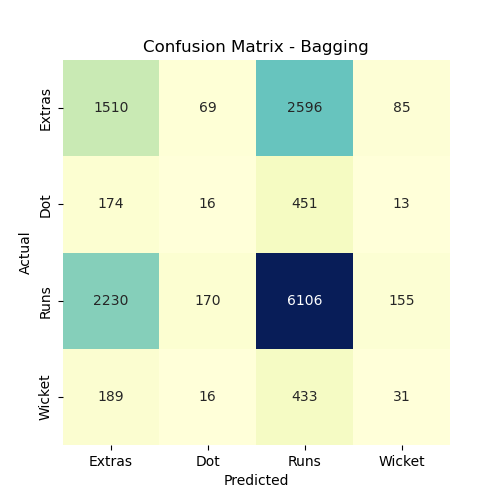 Confusion Matrix - Bagging
Extras 1510 69 2596 85
Dot 174 16 451 13
Actual
Runs 2230 170 6106 155
Wicket 189 16 433 31
Extras Dot Runs Wicket
Predicted